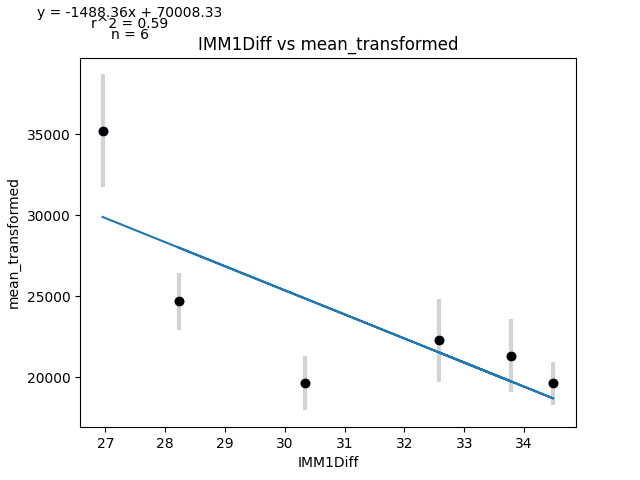 y = -1488.36x + 70008.33
r^2 = 0.59
n = 6
IMM1Diff vs mean_transformed
mean_transformed
35000
30000
25000
20000
27 28 29 30 31 32 33 34
IMM1Diff